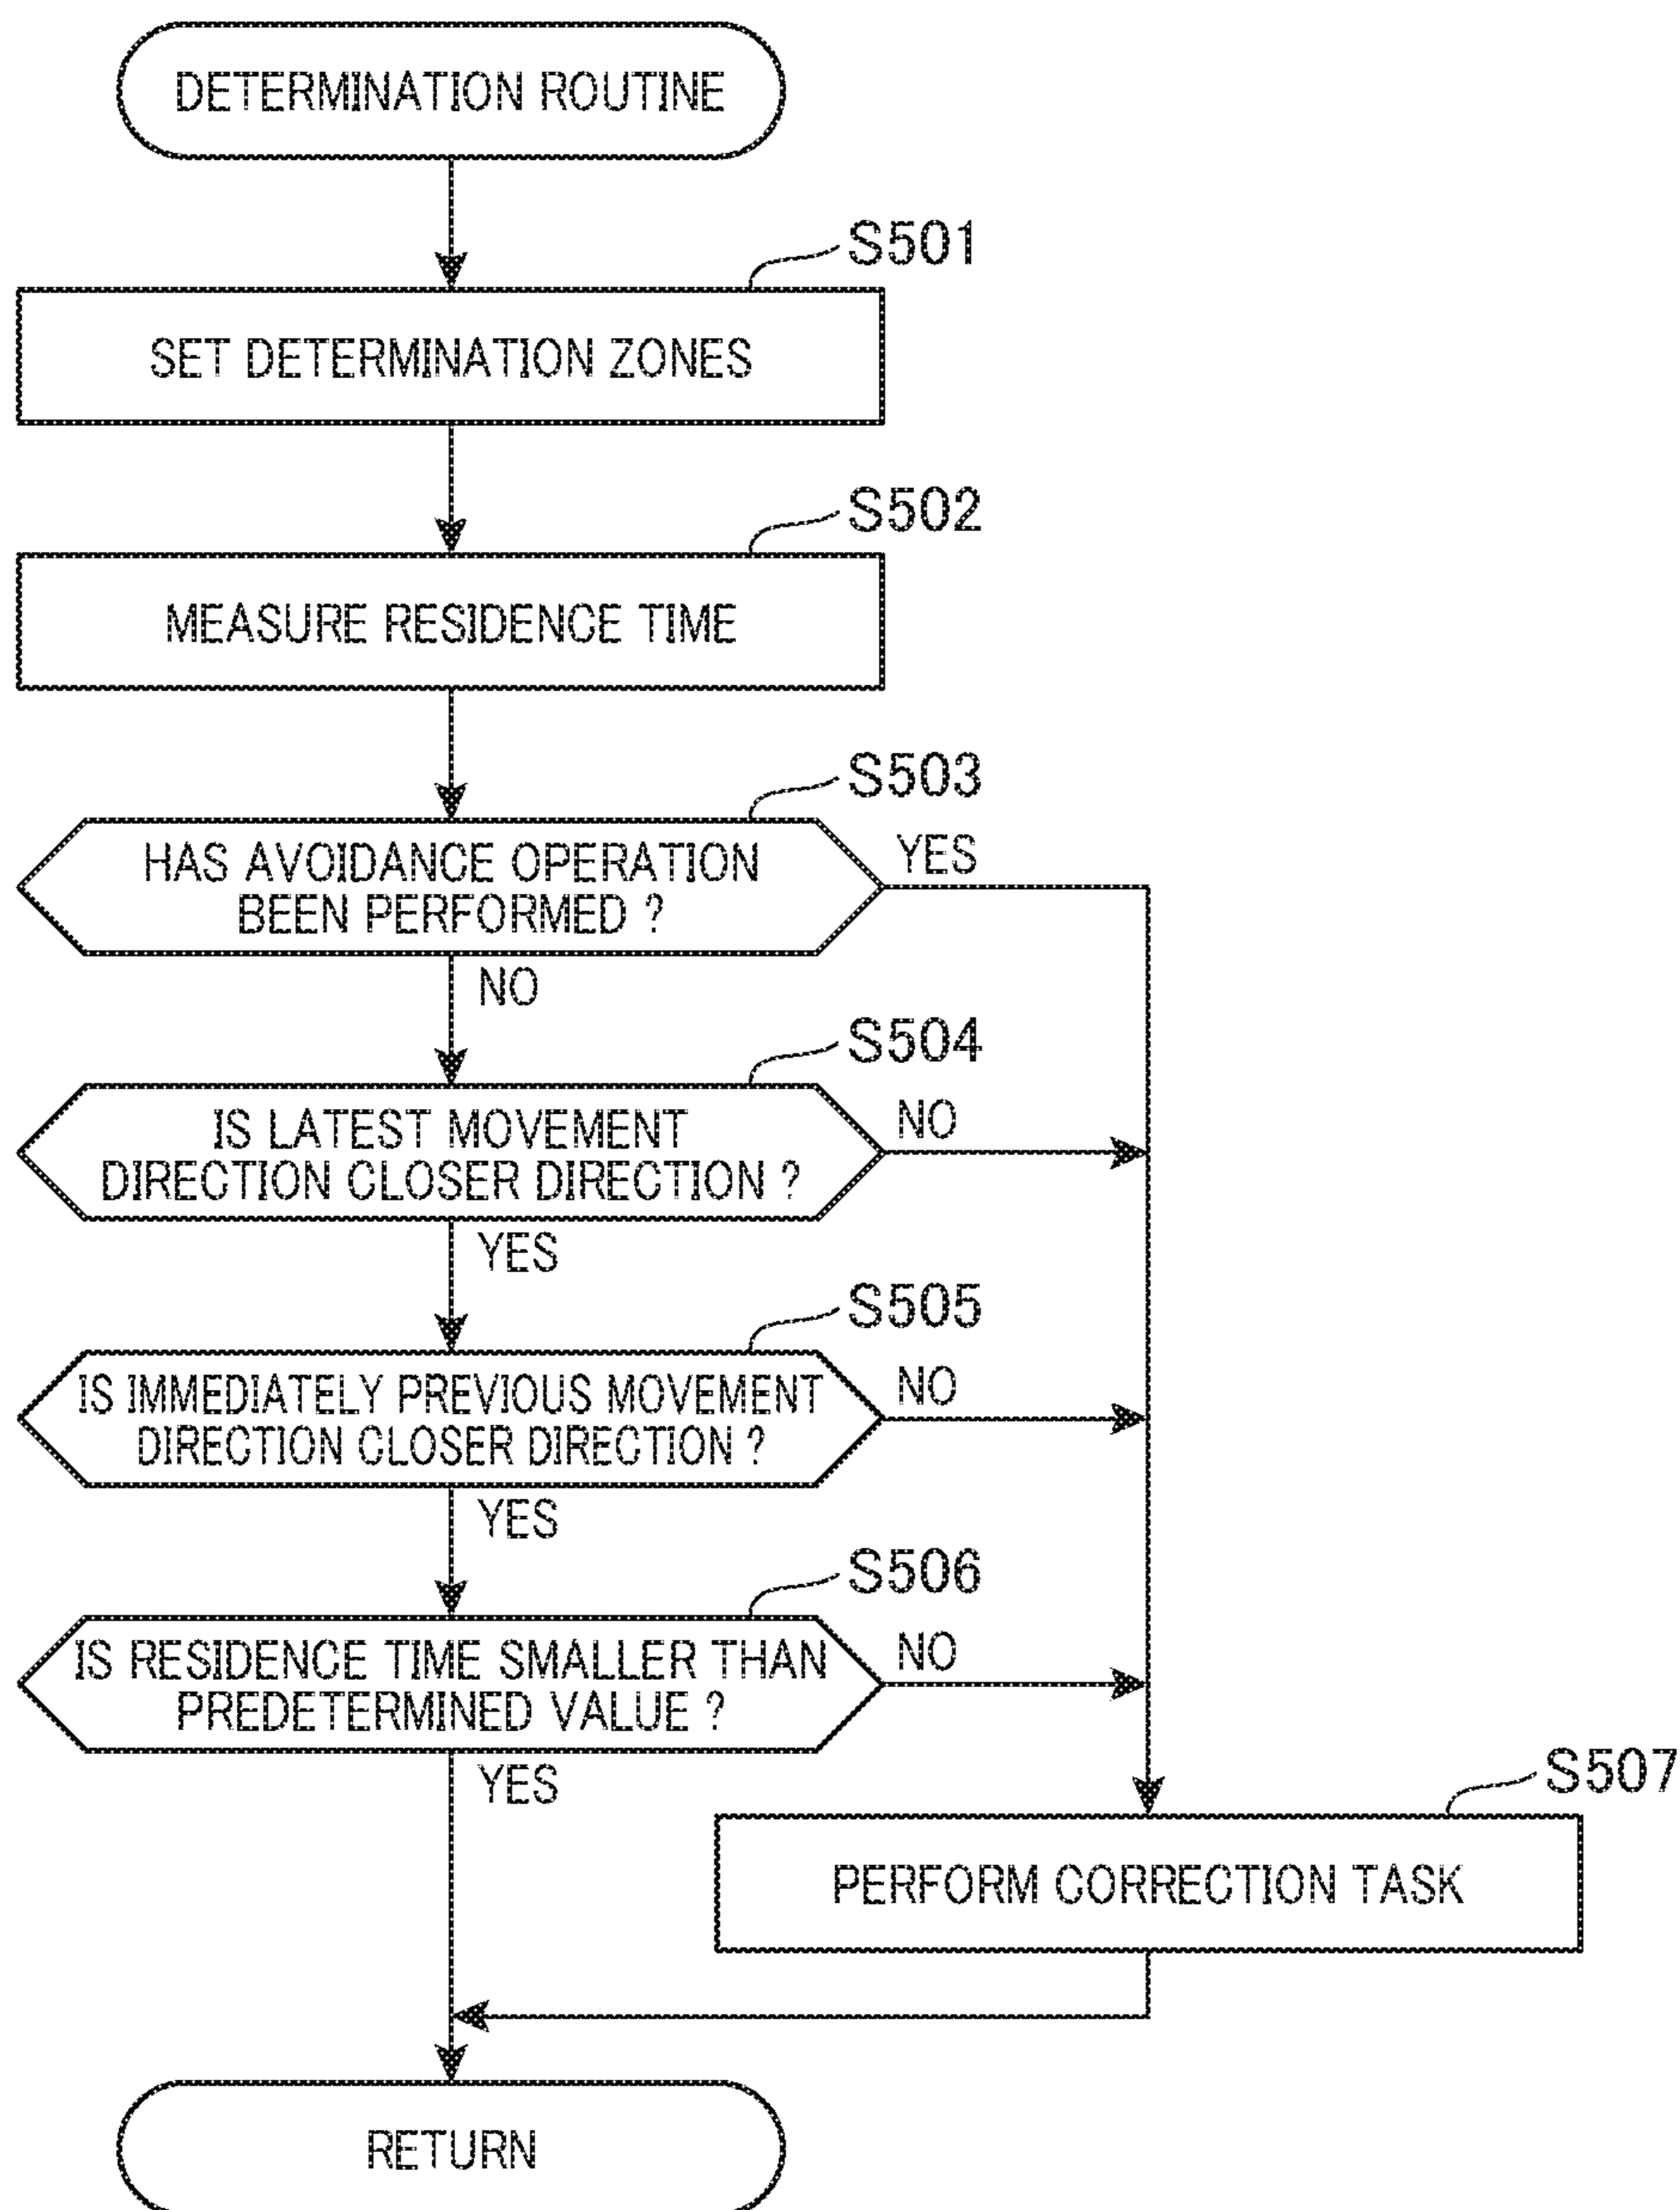 DETERMINATION ROUTINE
S501
SET DETERMINATION ZONES
S502
MEASURE RESIDENCE TIME
S503
HAS AVOIDANCE OPERATION
BEEN PERFORMED ?
YES
NO
S504
IS LATEST MOVEMENT
DIRECTION CLOSER DIRECTION ?
NO
YES
S505
IS IMMEDIATELY PREVIOUS MOVEMENT
DIRECTION CLOSER DIRECTION ?
NO
YES
S506
IS RESIDENCE TIME SMALLER THAN
PREDETERMINED VALUE ?
NO
YES
S507
PERFORM CORRECTION TASK
RETURN